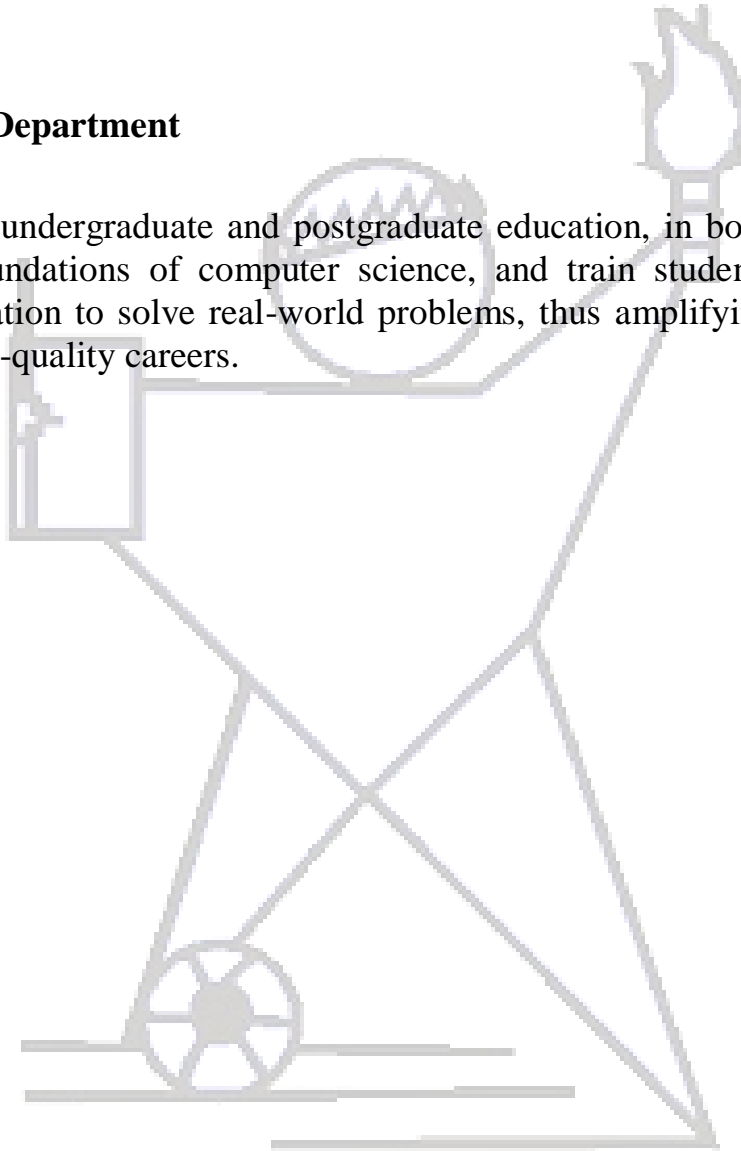 Department
undergraduate and postgraduate education, in bo
undations of computer science, and train studen
ation to solve real-world problems, thus amplifyi
-quality careers.